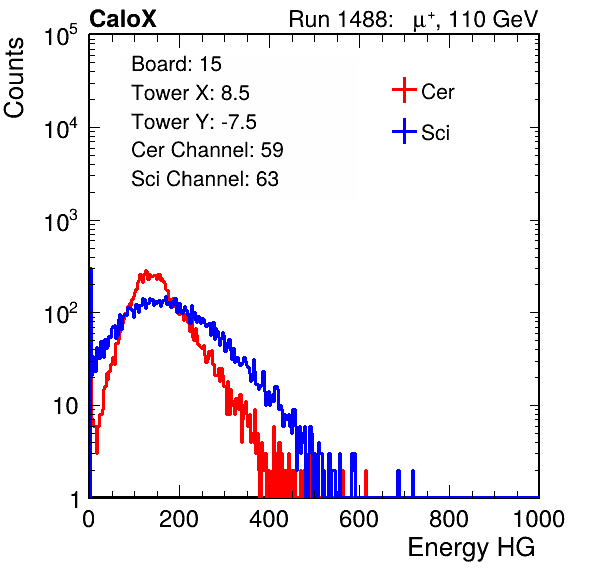 CaloX Run 1488: μ⁺, 110 GeV
Board: 15
Tower X: 8.5
Tower Y: -7.5
Cer Channel: 59
Sci Channel: 63
Cer
Sci
Counts
10⁵
10⁴
10³
10²
10
1
0 200 400 600 800 1000
Energy HG